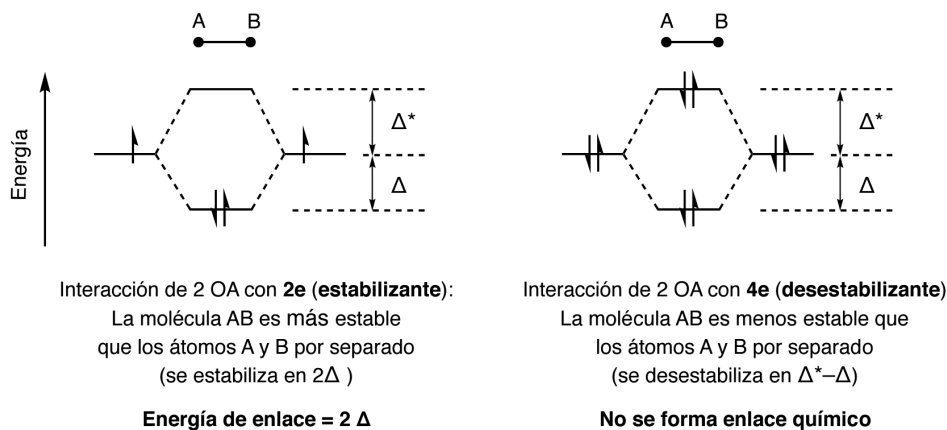 A B
A B
Energía
Δ*
Δ
Δ*
Δ
Interacción de 2 OA con 2e (estabilizante):
La molécula AB es más estable
que los átomos A y B por separado
(se estabiliza en 2Δ )
Energía de enlace = 2 Δ
Interacción de 2 OA con 4e (desestabilizante)
La molécula AB es menos estable que
los átomos A y B por separado
(se desestabiliza en Δ*–Δ)
No se forma enlace químico